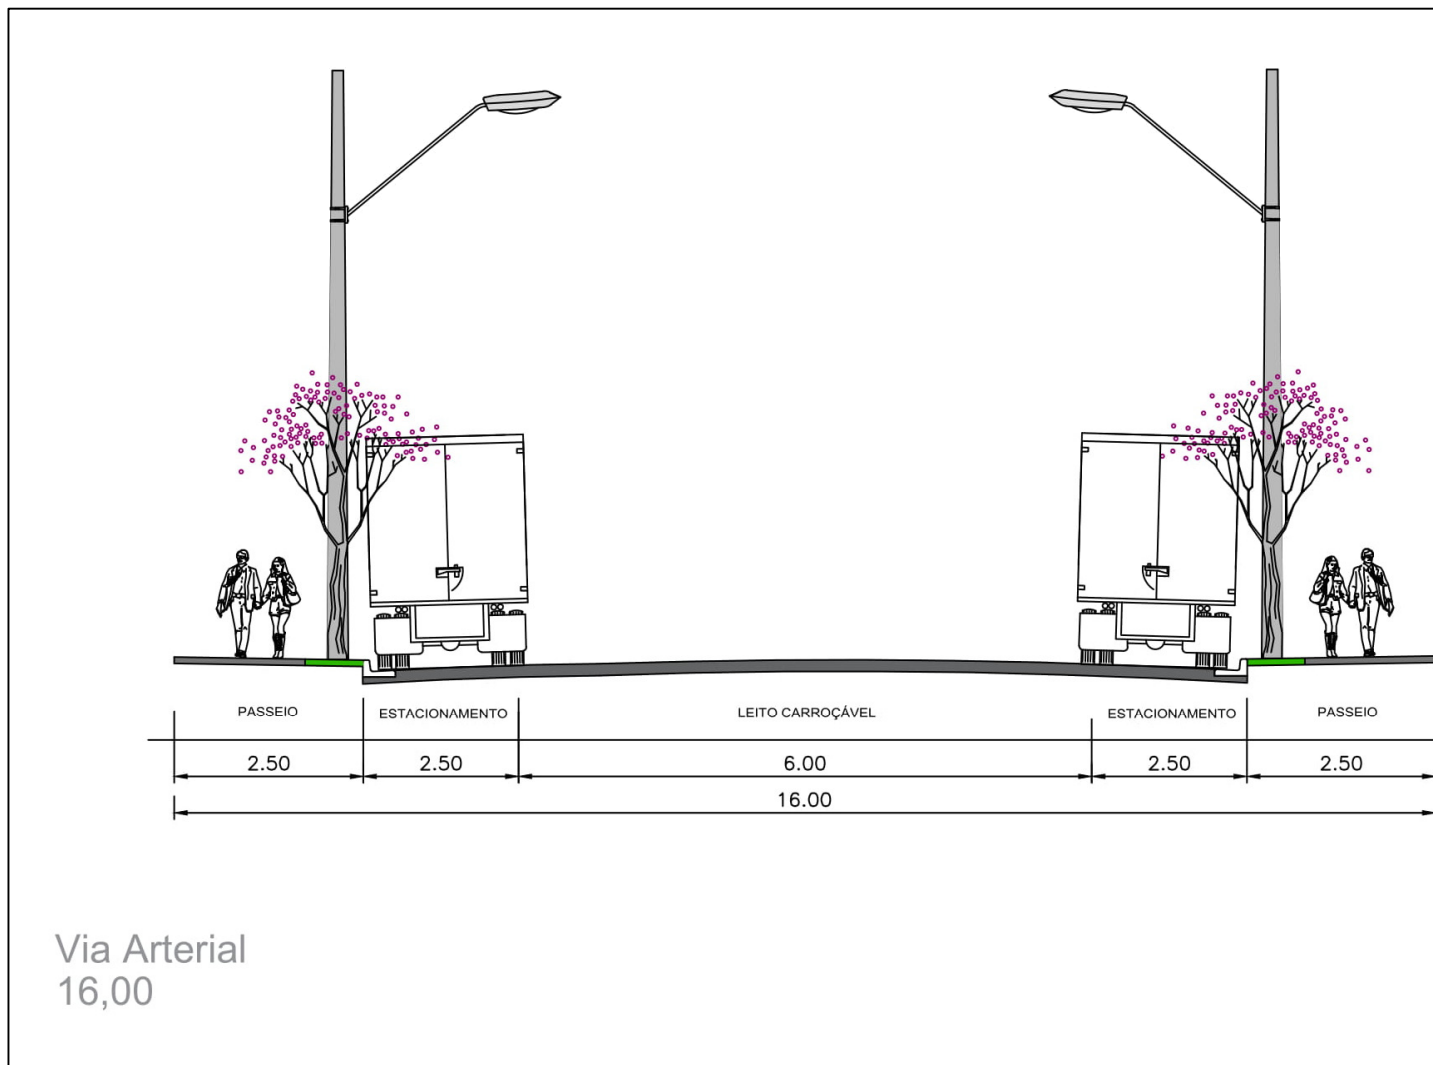 PASSEIO ESTACIONAMENTO LEITO CARROÇÁVEL ESTACIONAMENTO PASSEIO
2.50 2.50 6.00 2.50 2.50
16.00
Via Arterial
16,00